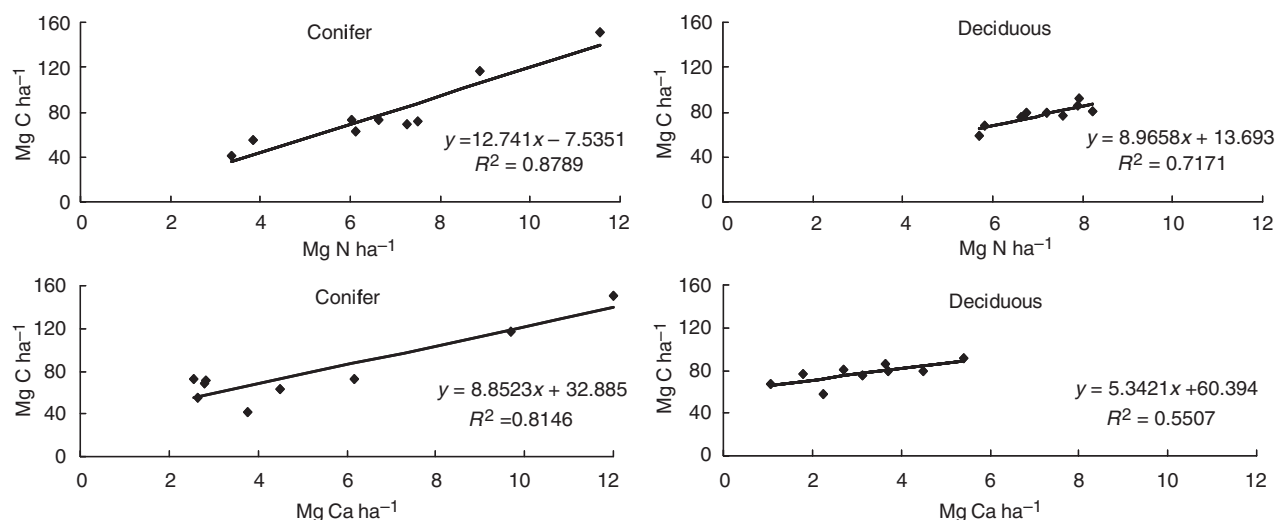 160
120
80
40
0
Mg C ha⁻¹
Conifer
y =12.741x – 7.5351
R² = 0.8789
0 2 4 6 8 10 12
Mg N ha⁻¹
160
120
80
40
0
Mg C ha⁻¹
Deciduous
y = 8.9658x + 13.693
R² = 0.7171
0 2 4 6 8 10 12
Mg N ha⁻¹
160
120
80
40
0
Mg C ha⁻¹
Conifer
y = 8.8523x + 32.885
R² =0.8146
0 2 4 6 8 10 12
Mg Ca ha⁻¹
160
120
80
40
0
Mg C ha⁻¹
Deciduous
y = 5.3421x +60.394
R² = 0.5507
0 2 4 6 8 10 12
Mg Ca ha⁻¹